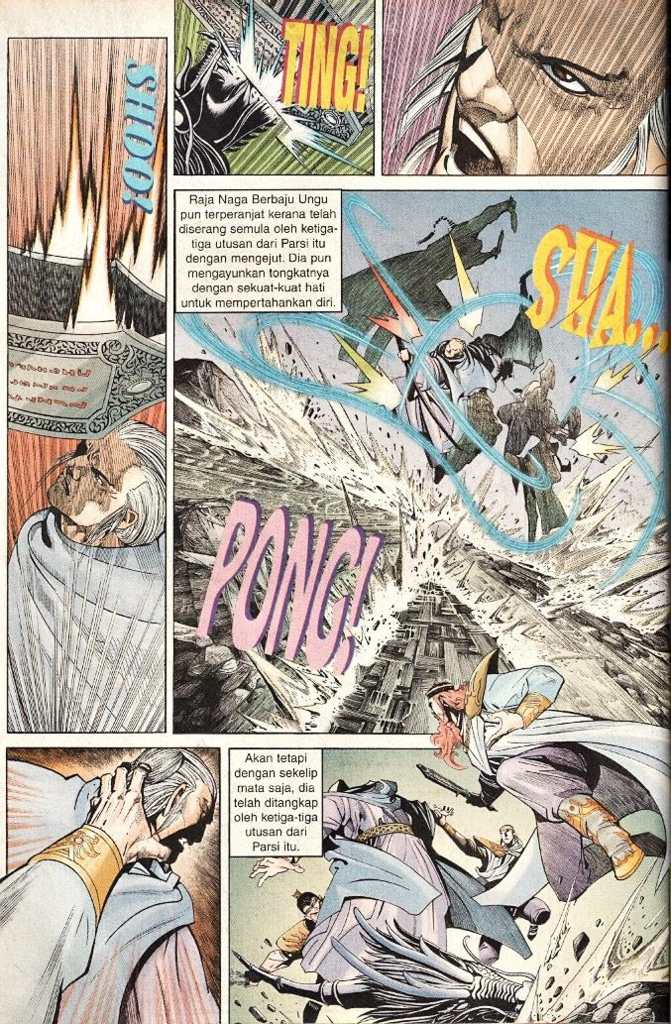 SHOO!
TING!
Raja Naga Berbaju Ungu
pun terperanjat kerana telah
diserang semula oleh ketiga-
tiga utusan dari Parsi itu
dengan mengejut. Dia pun
mengayunkan tongkatnya
dengan sekuat-kuat hati
untuk mempertahankan diri.
SHA...
PONG!
Akan tetapi
dengan sekelip
mata saja, dia
telah ditangkap
oleh ketiga-tiga
utusan dari
Parsi itu.